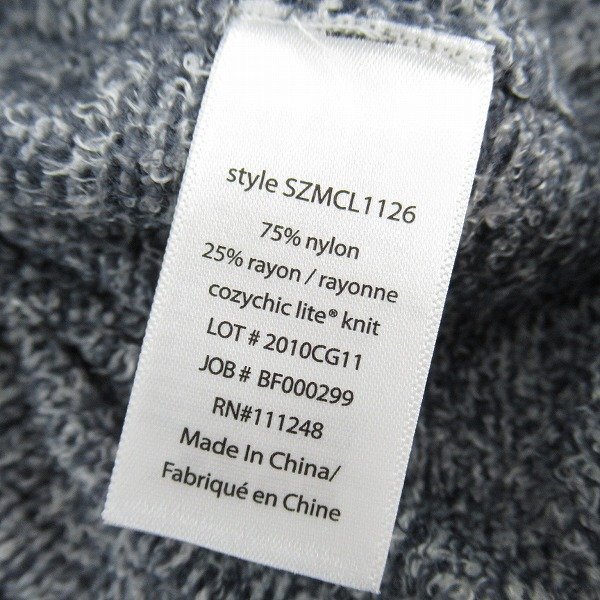 style SZMCL1126
75% nylon
25% rayon / rayonne
cozychic lite® knit
LOT # 2010CG11
JOB # BF000299
RN#111248
Made In China/
Fabriqué en Chine